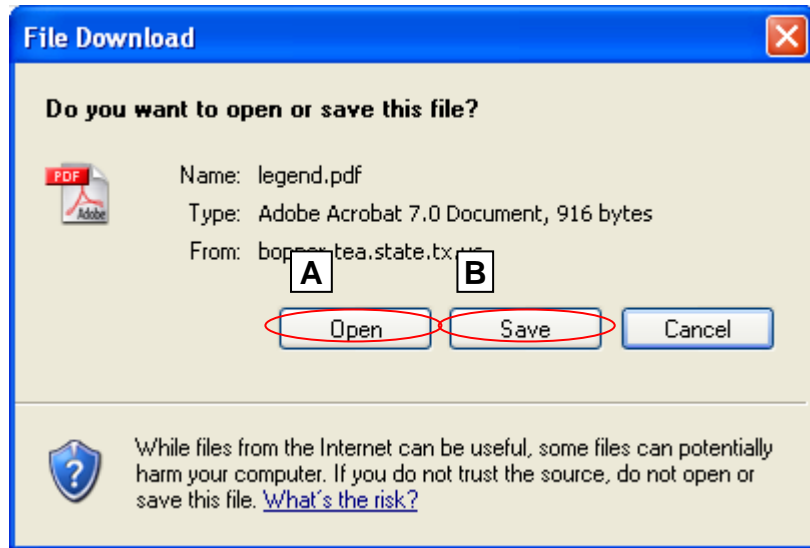 File Download
Do you want to open or save this file?
PDF
Adobe
Name: legend.pdf
Type: Adobe Acrobat 7.0 Document, 916 bytes
From: tea.state.tx
A
B
Open
Save
Cancel
While files from the Internet can be useful, some files can potentially
harm your computer. If you do not trust the source, do not open or
save this file. What's the risk?